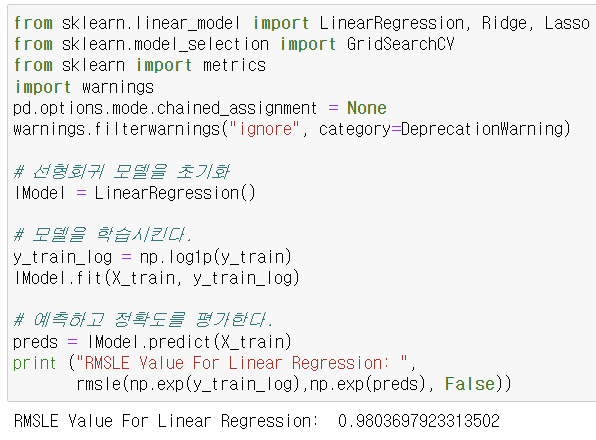 from sklearn.linear_model import LinearRegression, Ridge, Lasso
from sklearn.model_selection import GridSearchCV
from sklearn import metrics
import warnings
pd.options.mode.chained_assignment = None
warnings.filterwarnings("ignore", category=DeprecationWarning)
# 선형회귀 모델을 초기화
lModel = LinearRegression()
# 모델을 학습시킨다.
y_train_log = np.log1p(y_train)
lModel.fit(X_train, y_train_log)
# 예측하고 정확도를 평가한다.
preds = lModel.predict(X_train)
print ("RMSLE Value For Linear Regression: ",
rmsle(np.exp(y_train_log),np.exp(preds), False))
RMSLE Value For Linear Regression:  0.9803697923313502